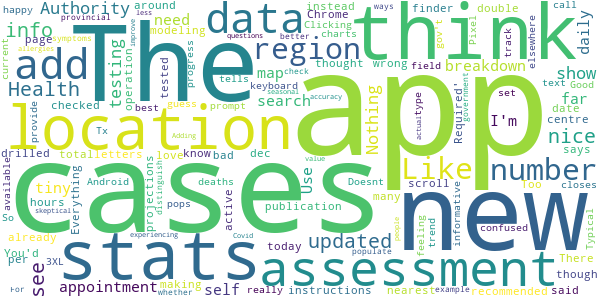 happy Authority around need instead Chrome finder double call ways less
provincial modeling Clicking charts Pixel gov't track elsewhere daily
info data region think
current page thought wrong field breakdown
allergies symptoms add The testing operation improve tells map check show
questions better keyboard text Good
Health checked tested progress search accuracy type set far date
provide best guess prompt Nothing actual Required'. I'm centre
Tx Adding says nice
drilled total letters location app
available tiny Everything love know bad dec Like number
hours Android distinguish projections deaths Doesnt scroll Too closes
So pops active Use publication many feeling informative seasonal value
skeptical 3XL cases new government
already stats updated today people trend confused There Typical
You'd per see experiencing Covid populate though
appointment making self really instructions nearest example recommended said
For whether assessment